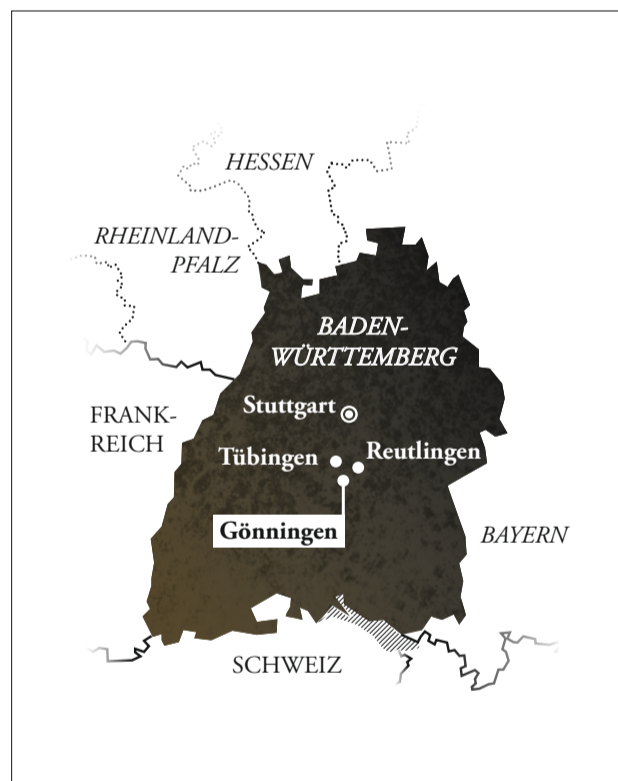 HESSEN
RHEINLAND-
PFALZ
BADEN-
WÜRTTEMBERG
Stuttgart
FRANK-
REICH
Tübingen
Reutlingen
Gönningen
BAYERN
SCHWEIZ